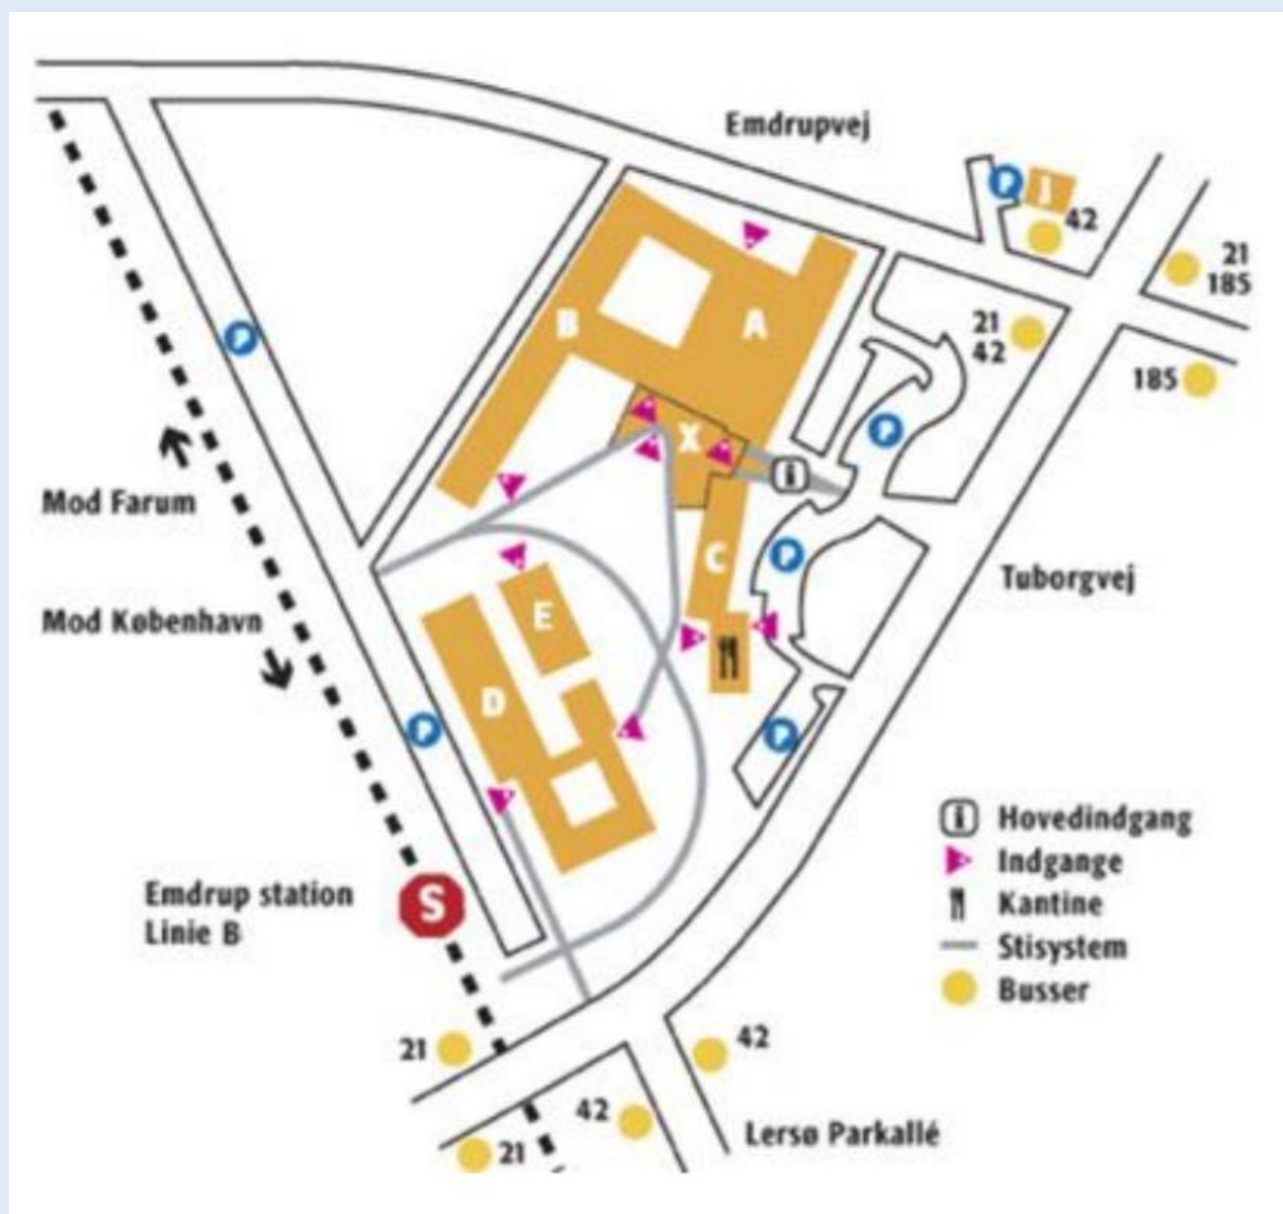 Emdrupvej
P
J
42
21
185
B
A
21
42
185
P
X
P
i
Mod Farum
C
P
Tuborgvej
Mod København
E
D
P
P
i Hovedindgang
Indgange
Kantine
Stisystem
Busser
Emdrup station
Linie B
S
21
42
42
21
Lersø Parkallé